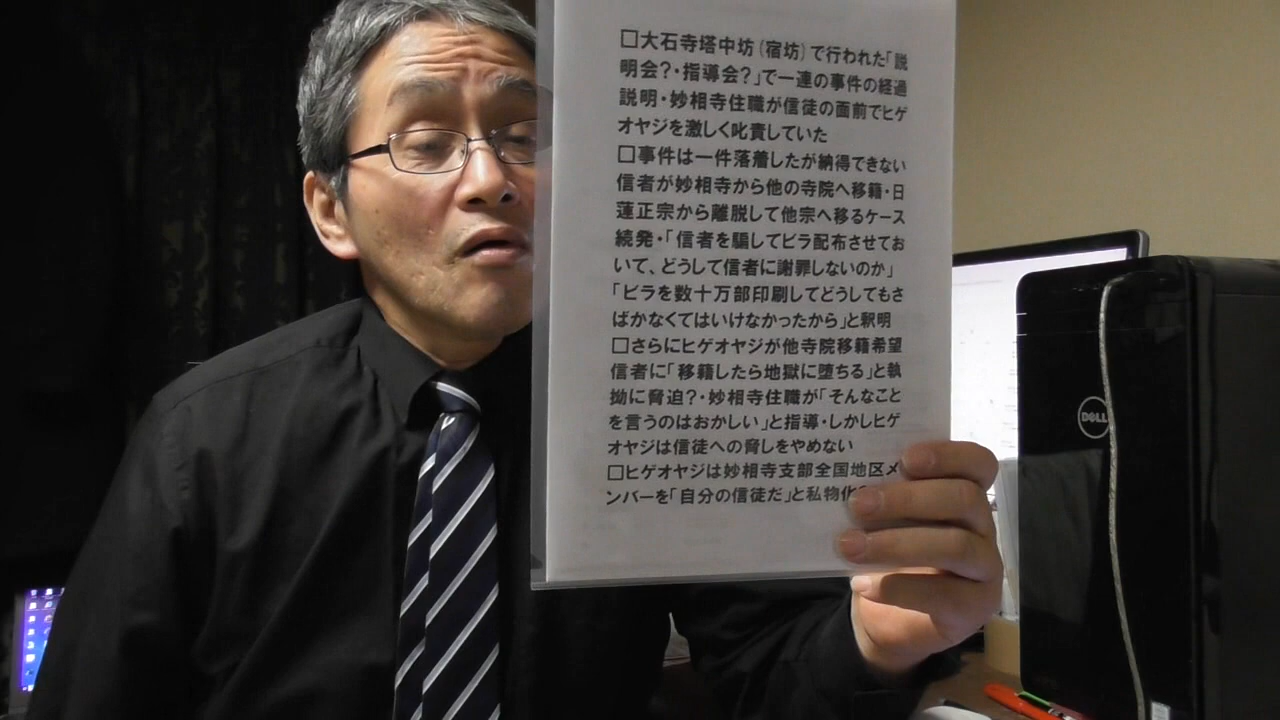 □大石寺塔中坊(宿坊)で行われた「説
明会?・指導会?」で一連の事件の経過
説明・妙相寺住職が信徒の面前でヒゲ
オヤジを激しく叱責していた
□事件は一件落着したが納得できない
信者が妙相寺から他の寺院へ移籍・日
蓮正宗から離脱して他宗へ移るケース
続発・「信者を騙してビラ配布させてお
いて、どうして信者に謝罪しないのか」
「ビラを数十万部印刷してどうしてもさ
ばかなくてはいけなかったから」と釈明
□さらにヒゲオヤジが他寺院移籍希望
信者に「移籍したら地獄に堕ちる」と執
拗に脅迫?・妙相寺住職が「そんなこと
を言うのはおかしい」と指導・しかしヒゲ
オヤジは信徒への脅しをやめない
□ヒゲオヤジは妙相寺支部全国地区メ
ンバーを「自分の信徒だ」と私物化
DELL